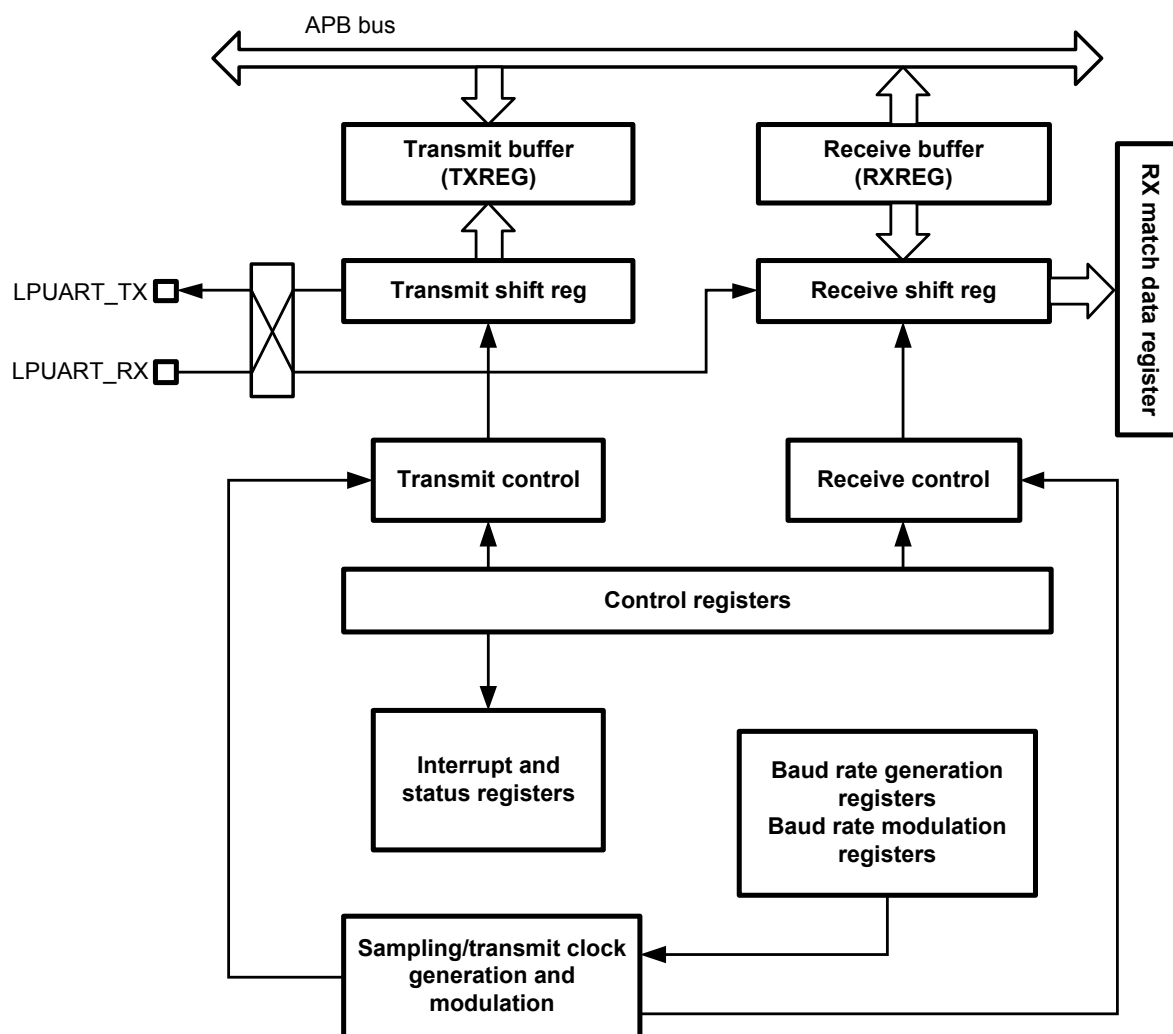 APB bus
Transmit buffer
(TXREG)
Receive buffer
(RXREG)
RX match data register
LPUART_TX
Transmit shift reg
Receive shift reg
LPUART_RX
Transmit control
Receive control
Control registers
Interrupt and
status registers
Baud rate generation
registers
Baud rate modulation
registers
Sampling/transmit clock
generation and
modulation